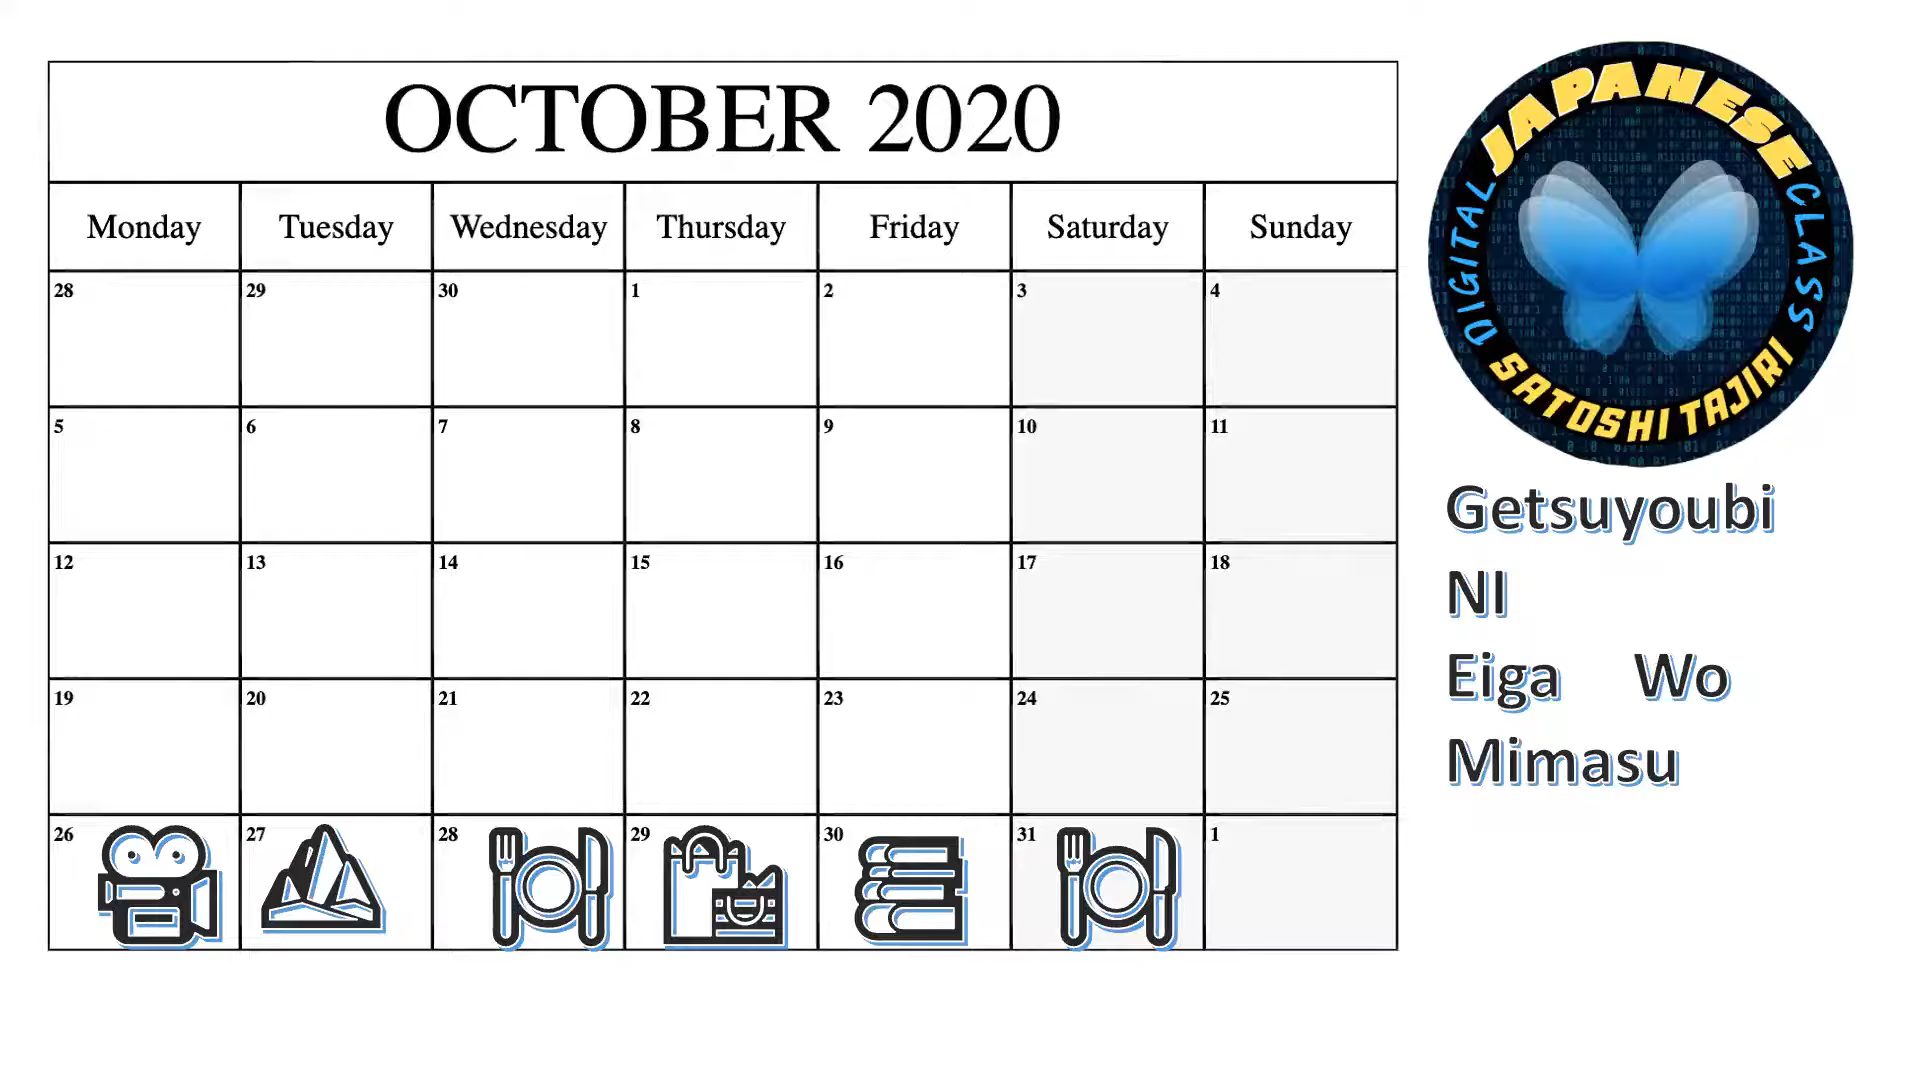 OCTOBER 2020
Monday Tuesday Wednesday Thursday Friday Saturday Sunday
28 29 30 1 2 3 4
5 6 7 8 9 10 11
12 13 14 15 16 17 18
19 20 21 22 23 24 25
26 27 28 29 30 31 1
DIGITAL JAPANESE CLASS
SATOSHI TAJIRI
Getsuyoubi
NI
Eiga Wo
Mimasu